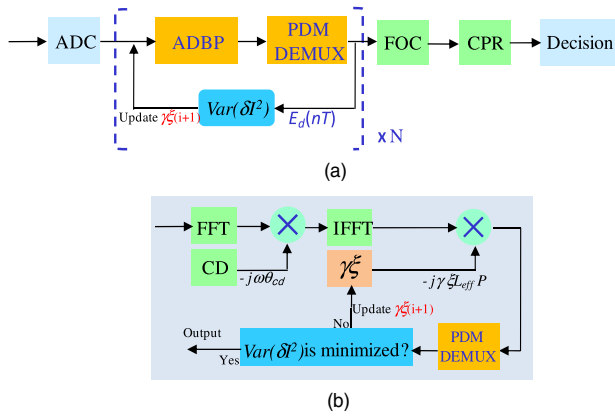 ADC
ADBP
PDM
DEMUX
FOC
CPR
Decision
Var(δI²)
Update γξ(i+1)
E_d(nT)
x N
(a)
FFT
IFFT
CD
-jωθ_cd
γξ
-jγξL_eff P
Update γξ(i+1)
No
Output
Yes
Var(δI²) is minimized?
PDM
DEMUX
(b)